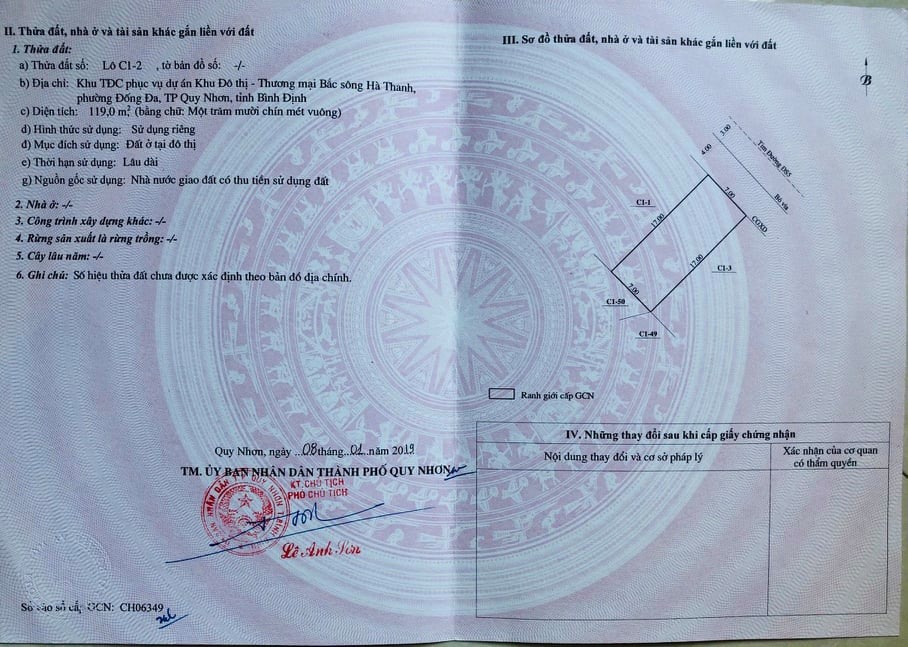 II. Thửa đất, nhà ở và tài sản khác gắn liền với đất
1. Thửa đất:
a) Thửa đất số: Lô C1-2 , tờ bản đồ số: -/-
b) Địa chỉ: Khu TĐC phục vụ dự án Khu Đô thị - Thương mại Bắc sông Hà Thanh,
phường Đống Đa, TP Quy Nhơn, tỉnh Bình Định
c) Diện tích: 119,0 m² (bằng chữ: Một trăm mười chín mét vuông)
d) Hình thức sử dụng: Sử dụng riêng
đ) Mục đích sử dụng: Đất ở tại đô thị
e) Thời hạn sử dụng: Lâu dài
g) Nguồn gốc sử dụng: Nhà nước giao đất có thu tiền sử dụng đất
2. Nhà ở: -/-
3. Công trình xây dựng khác: -/-
4. Rừng sản xuất là rừng trồng: -/-
5. Cây lâu năm: -/-
6. Ghi chú: Số hiệu thửa đất chưa được xác định theo bản đồ địa chính.
Quy Nhơn, ngày ...08tháng...01...năm 2019
TM. ỦY BAN NHÂN DÂN THÀNH PHỐ QUY NHƠN
KT. CHỦ TỊCH
PHÓ CHỦ TỊCH
Lê Anh Sơn
Số vào sổ cấp GCN: CH06349
III. Sơ đồ thửa đất, nhà ở và tài sản khác gắn liền với đất
B
3.00
4.00
Tim Đường ĐS5
Bó vỉa
7.00
CGXD
C1-1
17.00
17.00
C1-3
7.00
C1-50
C1-49
Ranh giới cấp GCN
IV. Những thay đổi sau khi cấp giấy chứng nhận
Nội dung thay đổi và cơ sở pháp lý
Xác nhận của cơ quan
có thẩm quyền